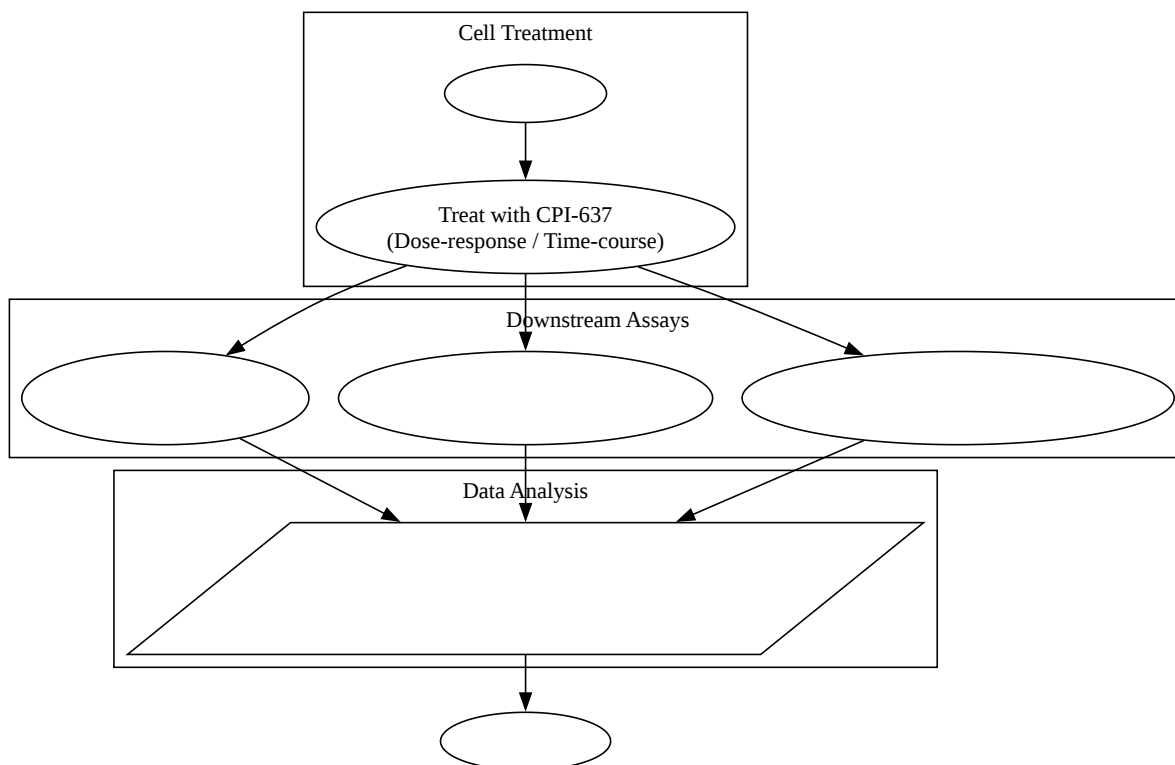 Cell Treatment
Treat with CPI-637
(Dose-response / Time-course)
Downstream Assays
Data Analysis